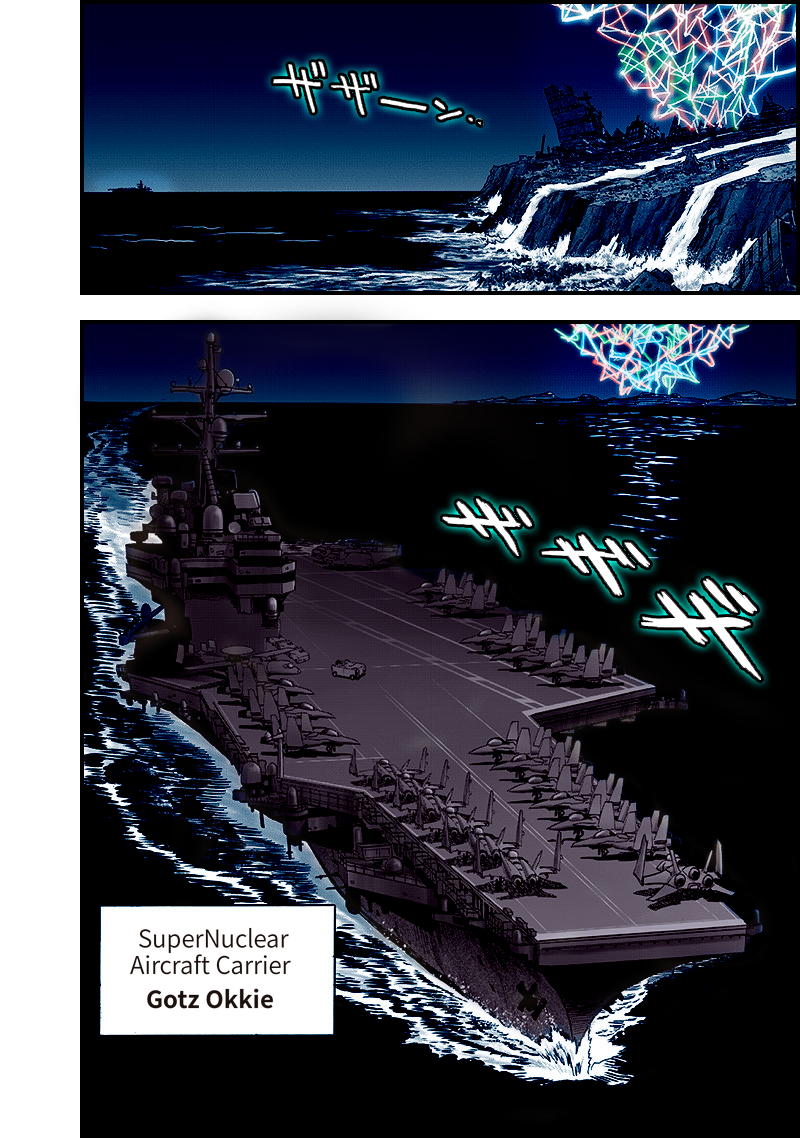 ザザーン‥
ザザザ
SuperNuclear
Aircraft Carrier
Gotz Okkie